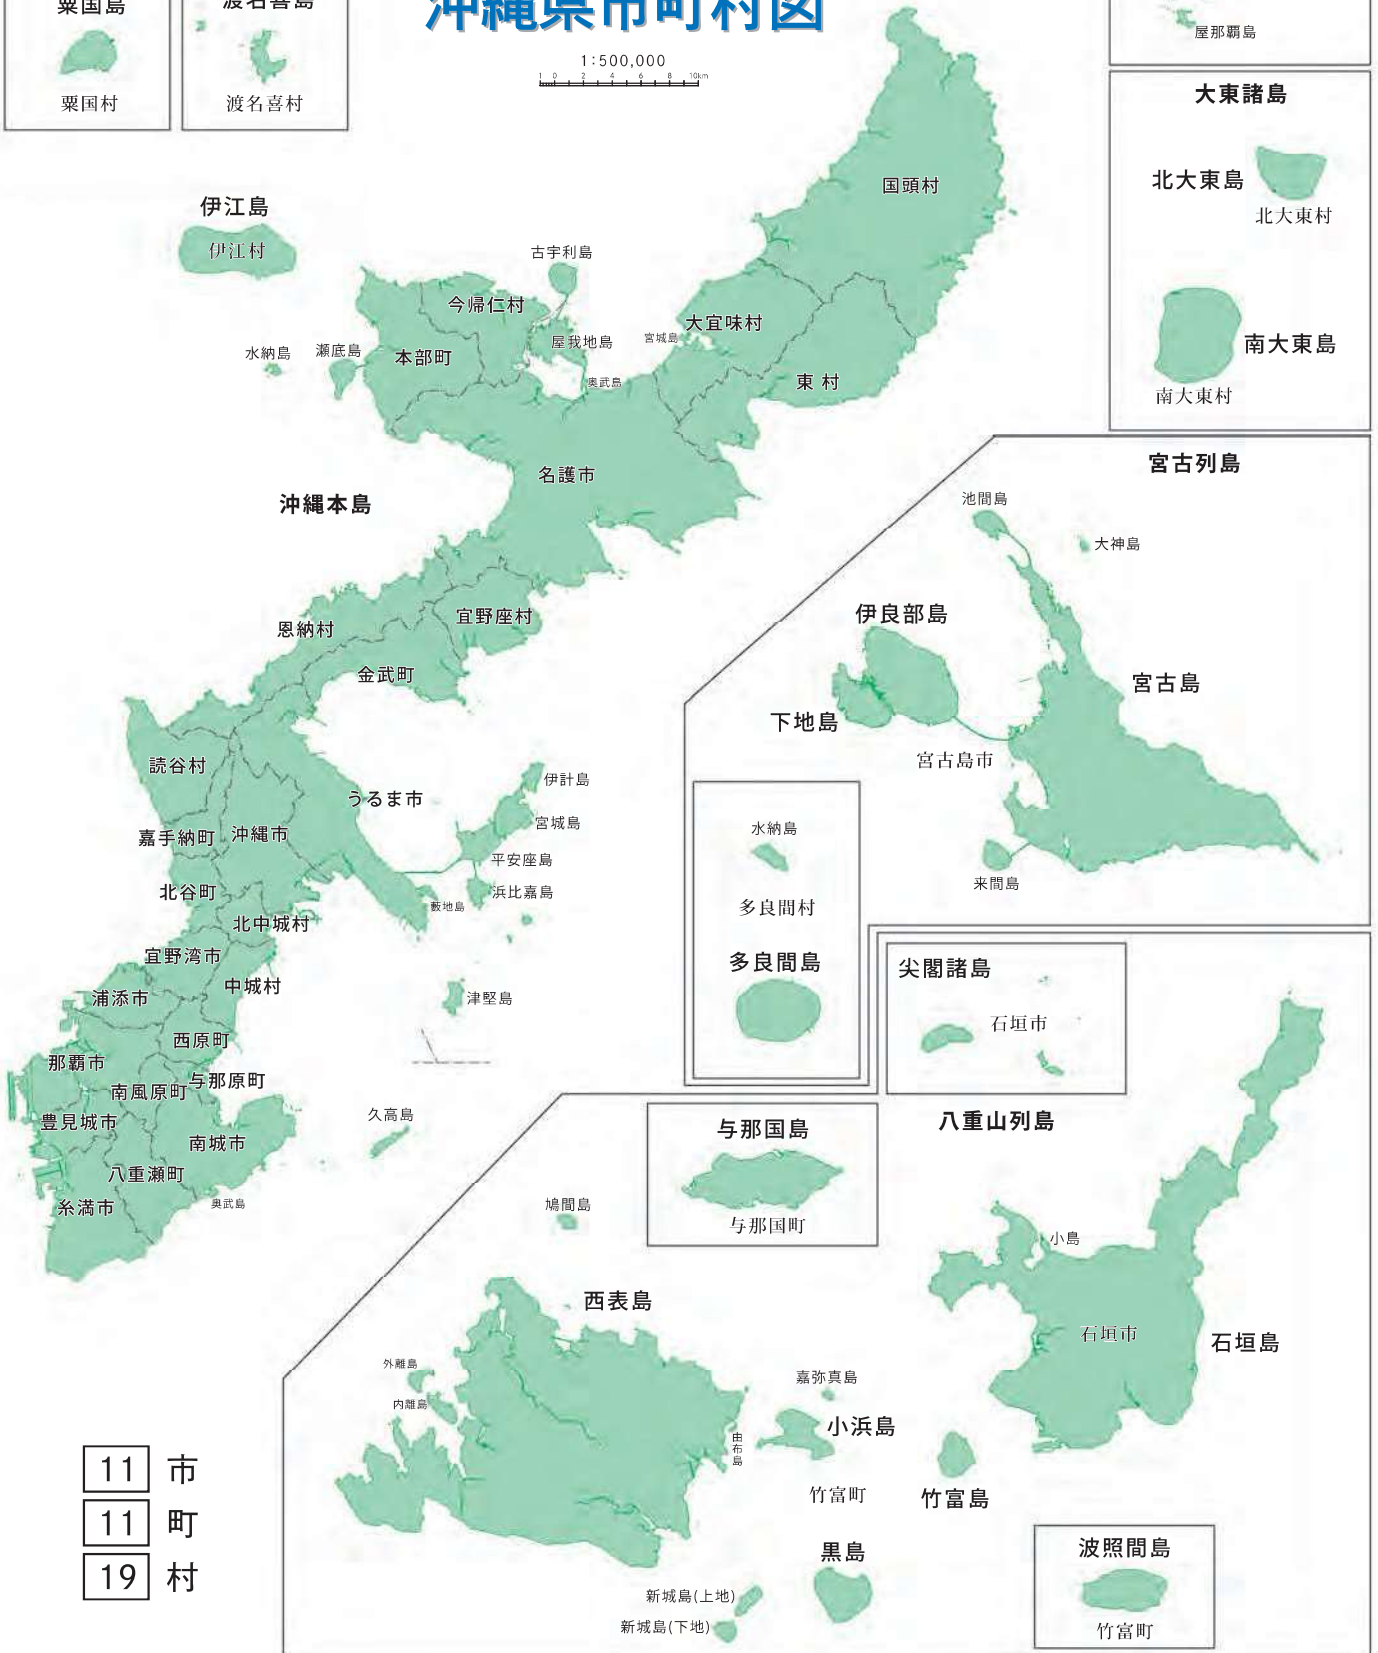 粟国島
粟国村
渡名喜島
渡名喜村
沖縄県市町村図
1:500,000
1 0 2 4 6 8 10km
屋那覇島
大東諸島
北大東島
北大東村
南大東島
南大東村
国頭村
伊江島
伊江村
古宇利島
今帰仁村
大宜味村
宮城島
屋我地島
水納島
瀬底島
本部町
奥武島
東村
名護市
沖縄本島
宜野座村
恩納村
金武町
読谷村
うるま市
伊計島
宮城島
嘉手納町
沖縄市
平安座島
北谷町
浜比嘉島
藪地島
北中城村
宜野湾市
中城村
浦添市
津堅島
西原町
那覇市
与那原町
南風原町
豊見城市
久高島
南城市
八重瀬町
糸満市
奥武島
宮古列島
池間島
大神島
伊良部島
宮古島
下地島
宮古島市
来間島
水納島
多良間村
多良間島
尖閣諸島
石垣市
八重山列島
与那国島
与那国町
鳩間島
小島
西表島
石垣市
石垣島
外離島
内離島
嘉弥真島
小浜島
由布島
竹富町
竹富島
黒島
波照間島
竹富町
新城島(上地)
新城島(下地)
11 市
11 町
19 村